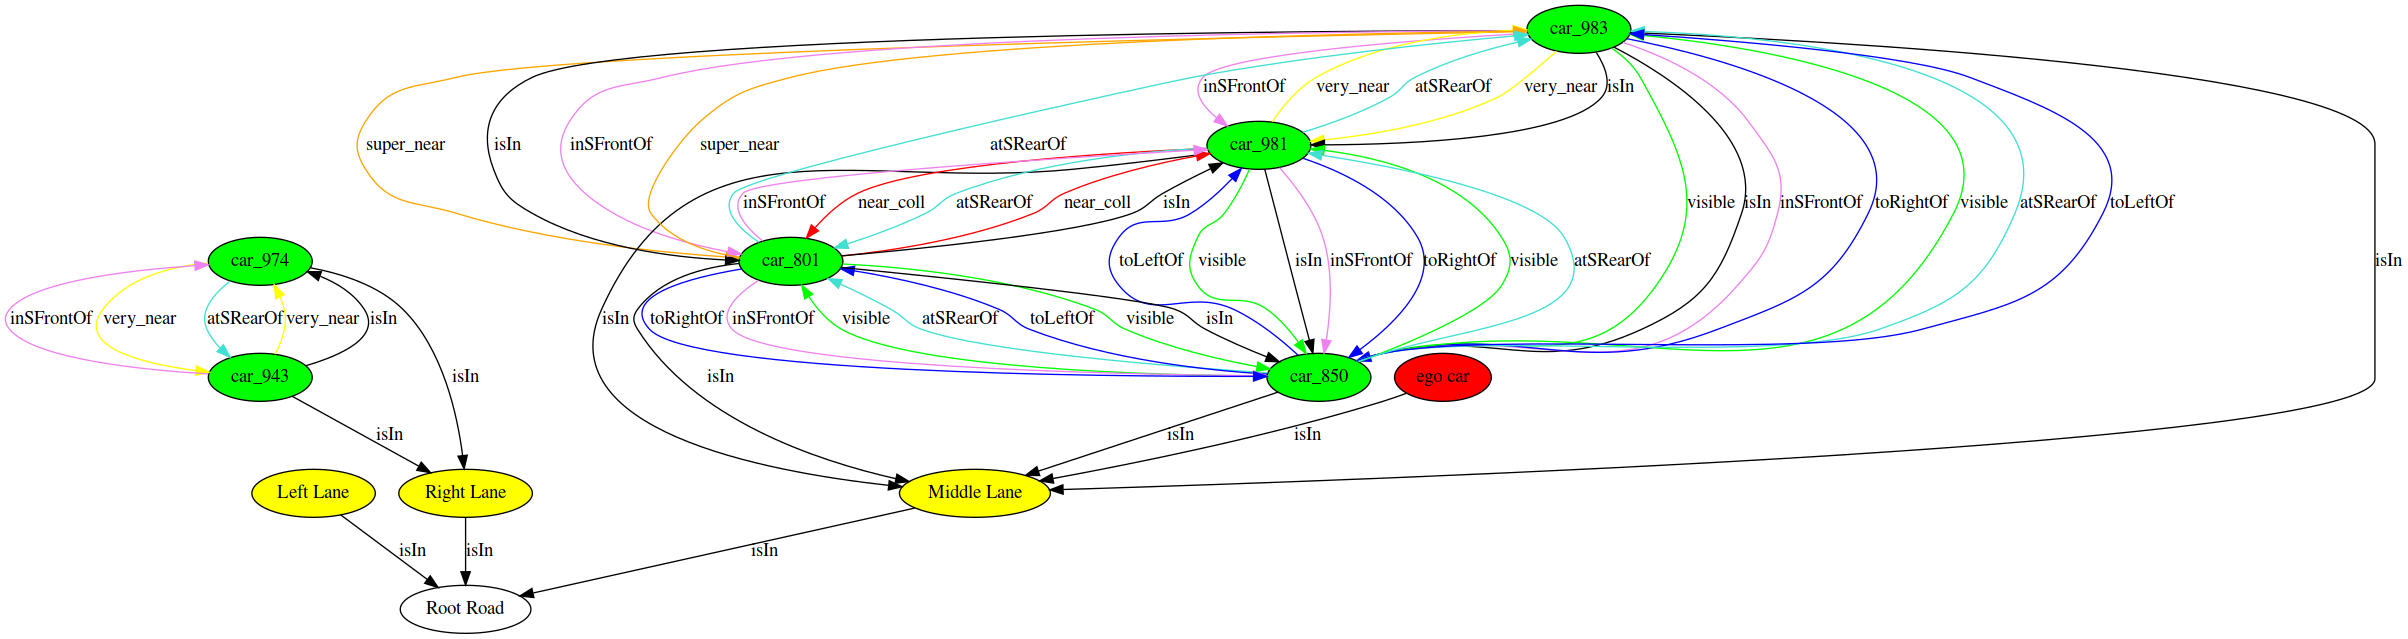 car_983
inSFrontOf very_near atSRearOf very_near isIn
car_981
super_near isIn inSFrontOf super_near atSRearOf
inSFrontOf near_coll atSRearOf near_coll isIn visible isIn inSFrontOf toRightOf visible atSRearOf toLeftOf
car_974 car_801 toLeftOf visible isIn inSFrontOf toRightOf visible atSRearOf isIn
inSFrontOf very_near atSRearOf very_near isIn isIn toRightOf inSFrontOf visible atSRearOf toLeftOf visible isIn
car_943 isIn isIn car_850 ego car
isIn isIn isIn
Left Lane Right Lane Middle Lane
isIn isIn isIn
Root Road